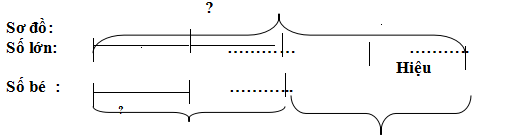 ?
Sơ đồ:
Số lớn: ............ ...........
Hiệu
Số bé : ...........
?